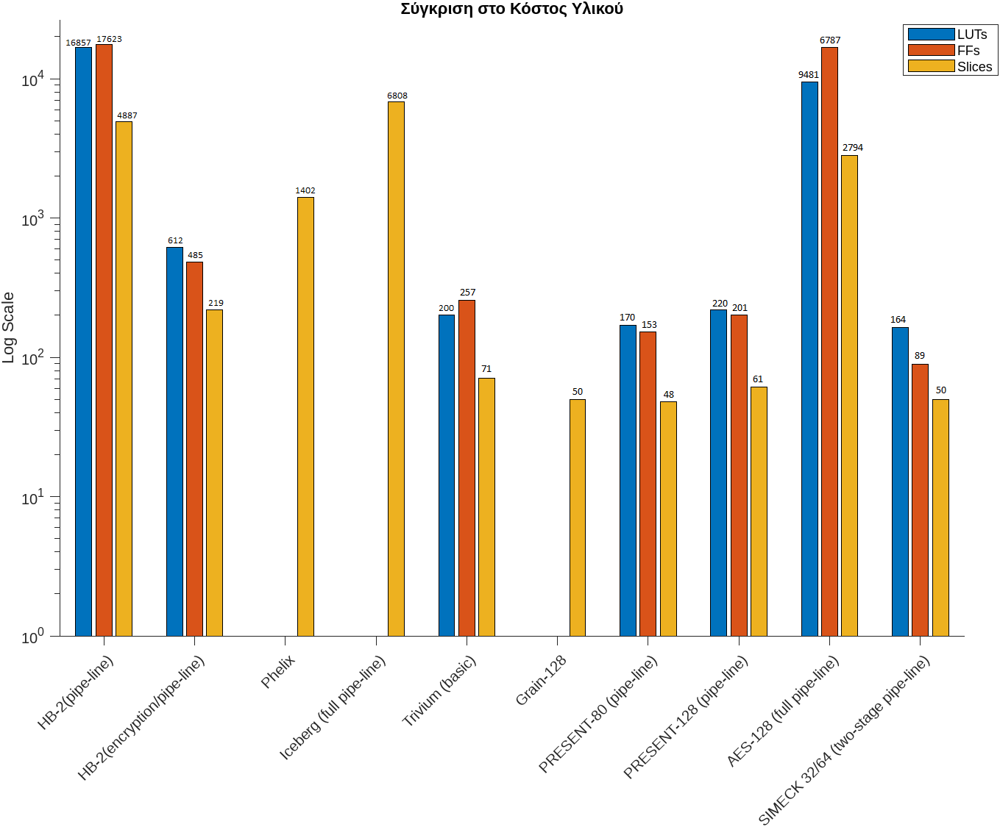 Σύγκριση στο Κόστος Υλικού
LUTs
FFs
Slices
Log Scale
10^4
10^3
10^2
10^1
10^0
16857
17623
4887
612
485
219
1402
6808
200
257
71
50
170
153
48
220
201
61
9481
6787
2794
164
89
50
HB-2(pipe-line)
HB-2(encryption/pipe-line)
Phelix
Iceberg (full pipe-line)
Trivium (basic)
Grain-128
PRESENT-80 (pipe-line)
PRESENT-128 (pipe-line)
AES-128 (full pipe-line)
SIMECK 32/64 (two-stage pipe-line)